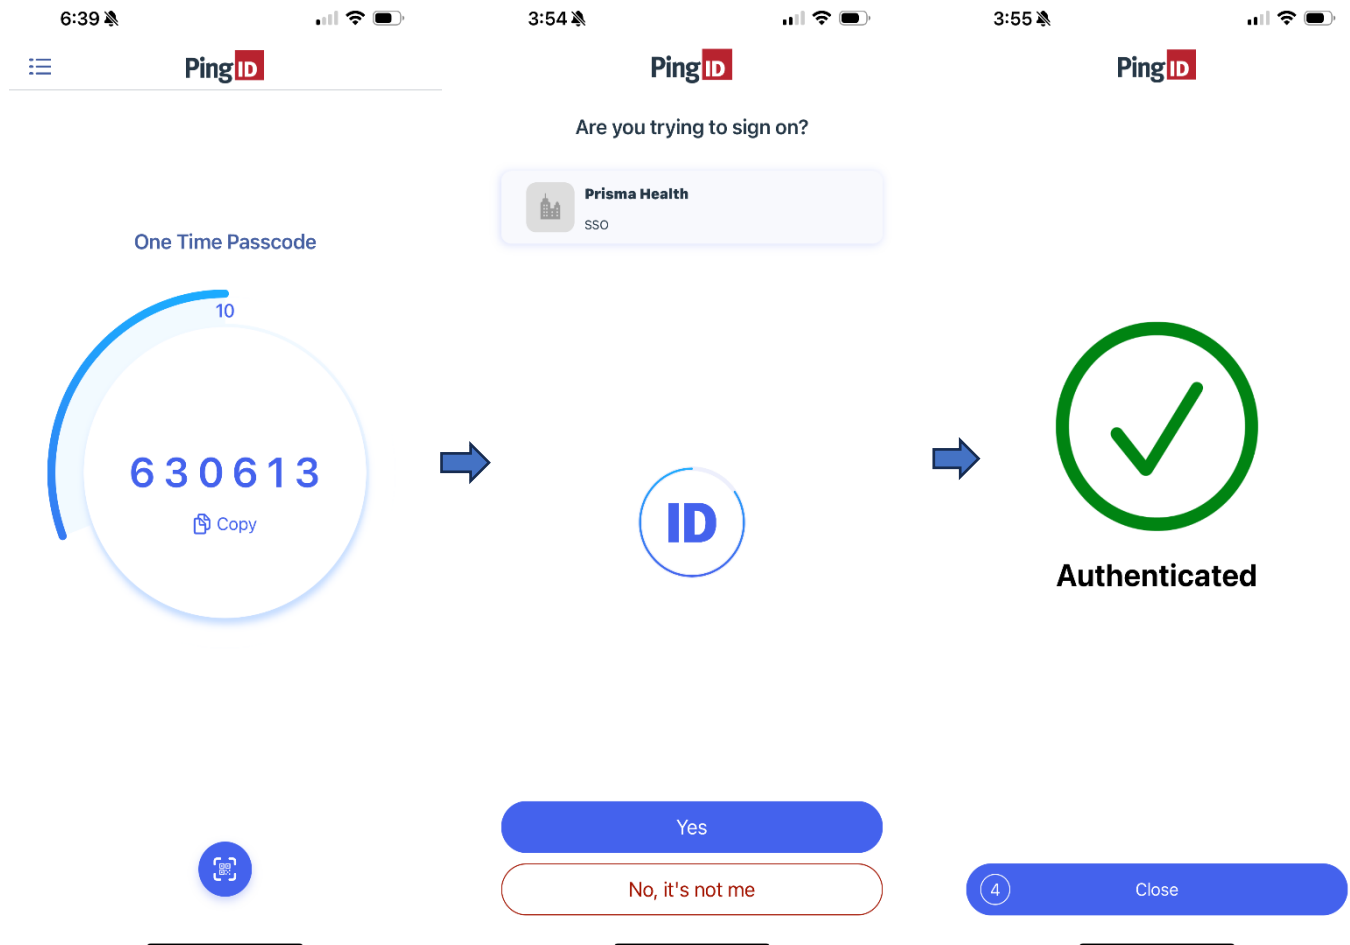 6:39
PingID
One Time Passcode
10
630613
Copy
3:54
PingID
Are you trying to sign on?
Prisma Health
SSO
ID
Yes
No, it's not me
3:55
PingID
Authenticated
4
Close